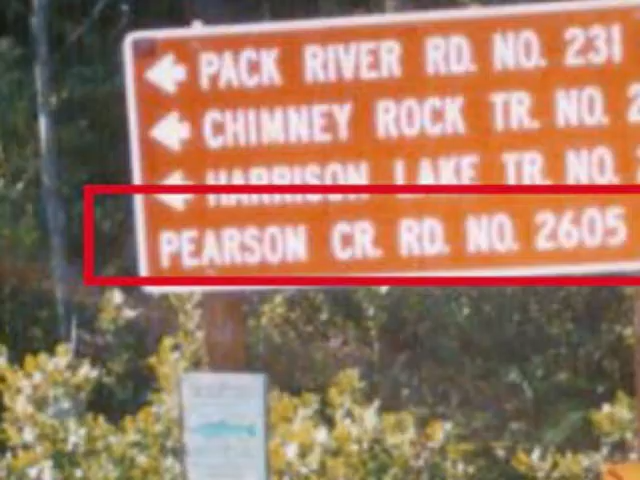 PACK RIVER RD. NO. 231
CHIMNEY ROCK TR. NO. 2
HARRISON LAKE TR. NO.
PEARSON CR. RD. NO. 2605